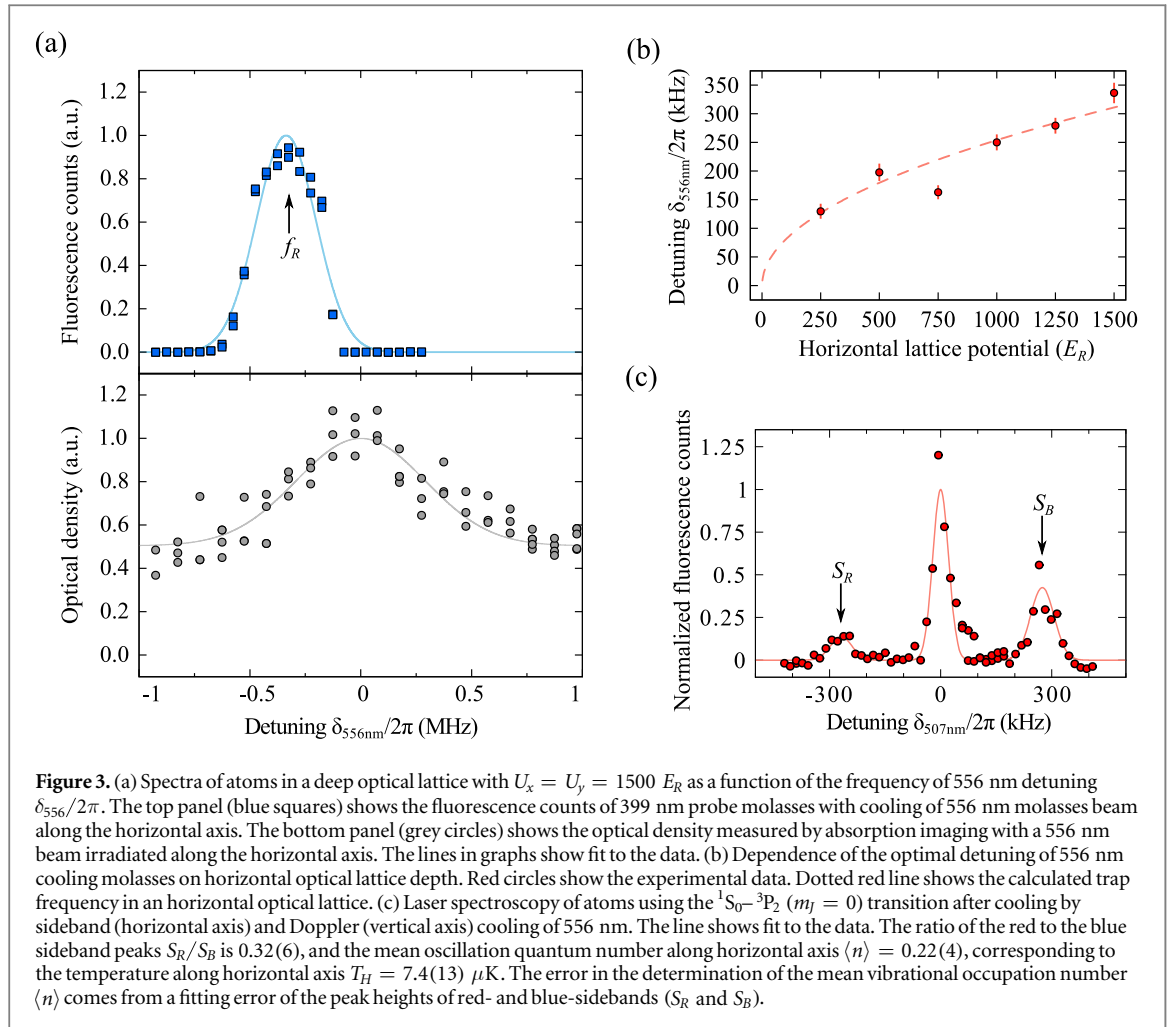 (a)
1.2
1.0
0.8
0.6
0.4
0.2
0.0
Fluorescence counts (a.u.)
f_R
1.2
1.0
0.8
0.6
0.4
0.2
0.0
Optical density (a.u.)
-1
-0.5
0
0.5
1
Detuning δ556nm/2π (MHz)
(b)
350
300
250
200
150
100
50
0
Detuning δ556nm/2π (kHz)
0
250
500
750
1000
1250
1500
Horizontal lattice potential (E_R)
(c)
1.25
1
0.75
0.5
0.25
0
Normalized fluorescence counts
S_R
S_B
-300
0
300
Detuning δ507nm/2π (kHz)
Figure 3. (a) Spectra of atoms in a deep optical lattice with U_x = U_y = 1500 E_R as a function of the frequency of 556 nm detuning
δ556/2π. The top panel (blue squares) shows the fluorescence counts of 399 nm probe molasses with cooling of 556 nm molasses beam
along the horizontal axis. The bottom panel (grey circles) shows the optical density measured by absorption imaging with a 556 nm
beam irradiated along the horizontal axis. The lines in graphs show fit to the data. (b) Dependence of the optimal detuning of 556 nm
cooling molasses on horizontal optical lattice depth. Red circles show the experimental data. Dotted red line shows the calculated trap
frequency in an horizontal optical lattice. (c) Laser spectroscopy of atoms using the ¹S₀–³P₂ (m_J = 0) transition after cooling by
sideband (horizontal axis) and Doppler (vertical axis) cooling of 556 nm. The line shows fit to the data. The ratio of the red to the blue
sideband peaks S_R/S_B is 0.32(6), and the mean oscillation quantum number along horizontal axis ⟨n⟩ = 0.22(4), corresponding to
the temperature along horizontal axis T_H = 7.4(13) μK. The error in the determination of the mean vibrational occupation number
⟨n⟩ comes from a fitting error of the peak heights of red- and blue-sidebands (S_R and S_B).